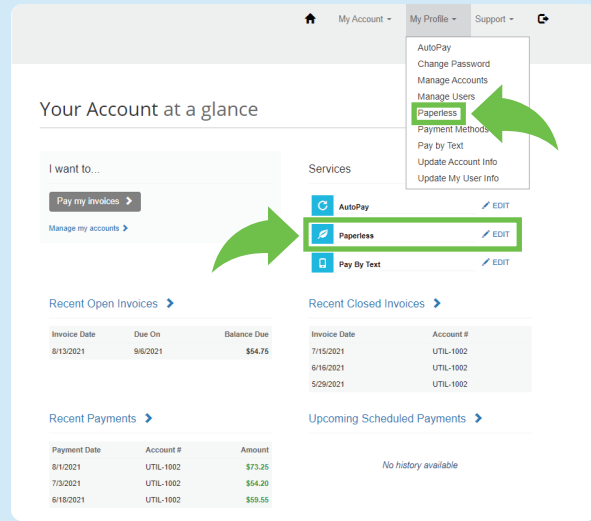 My Account My Profile Support
AutoPay
Change Password
Manage Accounts
Manage Users
Paperless
Payment Methods
Pay by Text
Update Account Info
Update My User Info
Your Account at a glance
I want to...
Pay my invoices
Manage my accounts
Services
AutoPay EDIT
Paperless EDIT
Pay By Text EDIT
Recent Open Invoices
Invoice Date Due On Balance Due
8/13/2021 9/6/2021 $54.75
Recent Closed Invoices
Invoice Date Account #
7/15/2021 UTIL-1002
6/16/2021 UTIL-1002
5/29/2021 UTIL-1002
Recent Payments
Payment Date Account # Amount
8/1/2021 UTIL-1002 $73.25
7/3/2021 UTIL-1002 $54.20
6/18/2021 UTIL-1002 $59.55
Upcoming Scheduled Payments
No history available